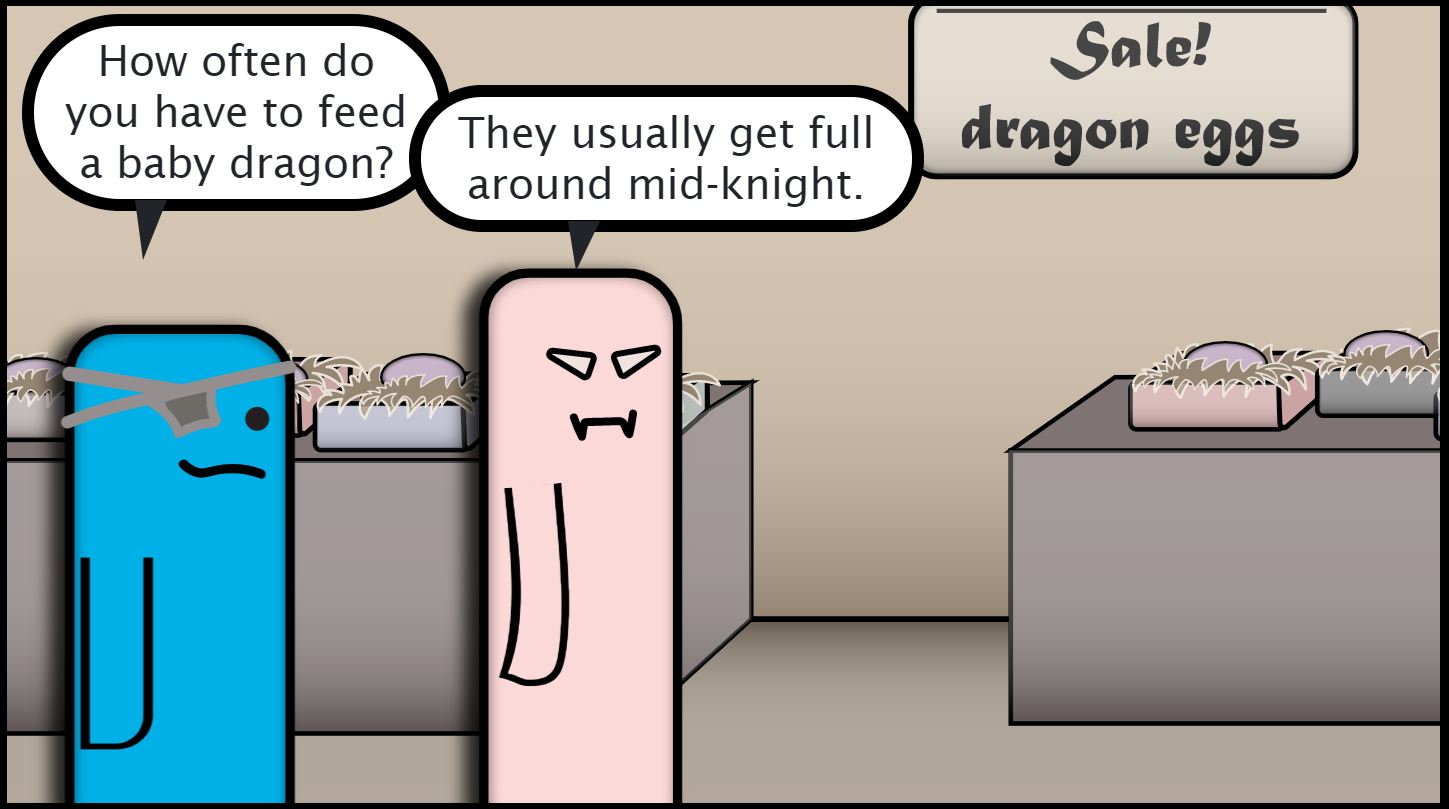 How often do
you have to feed
a baby dragon?
They usually get full
around mid-knight.
Sale!
dragon eggs